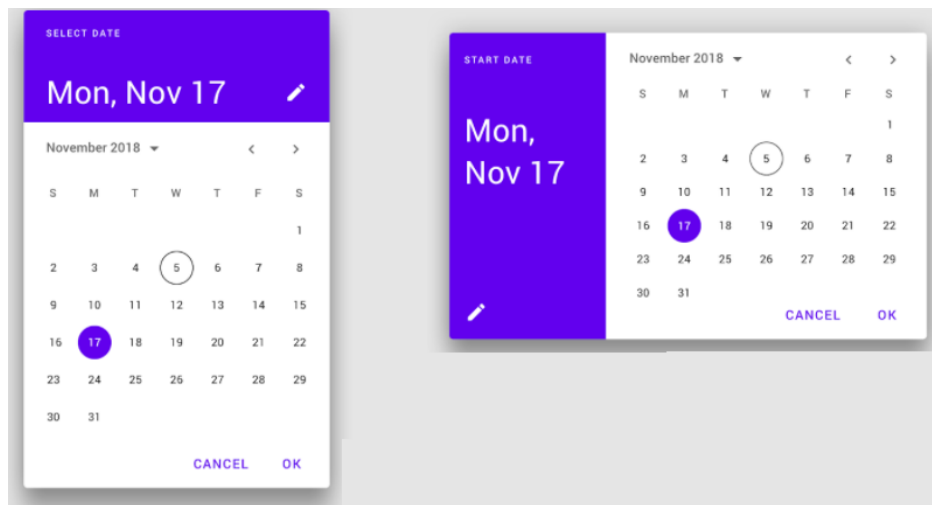 SELECT DATE
Mon, Nov 17
November 2018
S M T W T F S
1
2 3 4 5 6 7 8
9 10 11 12 13 14 15
16 17 18 19 20 21 22
23 24 25 26 27 28 29
30 31
CANCEL OK
START DATE
Mon,
Nov 17
November 2018
S M T W T F S
1
2 3 4 5 6 7 8
9 10 11 12 13 14 15
16 17 18 19 20 21 22
23 24 25 26 27 28 29
30 31
CANCEL OK